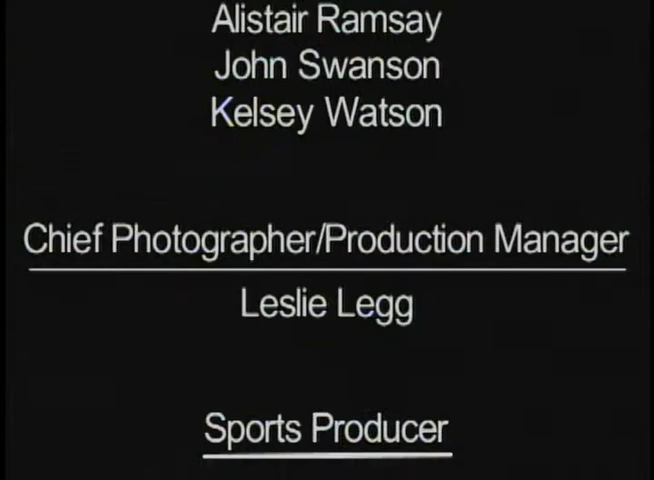 Alistair Ramsay
John Swanson
Kelsey Watson
Chief Photographer/Production Manager
Leslie Legg
Sports Producer